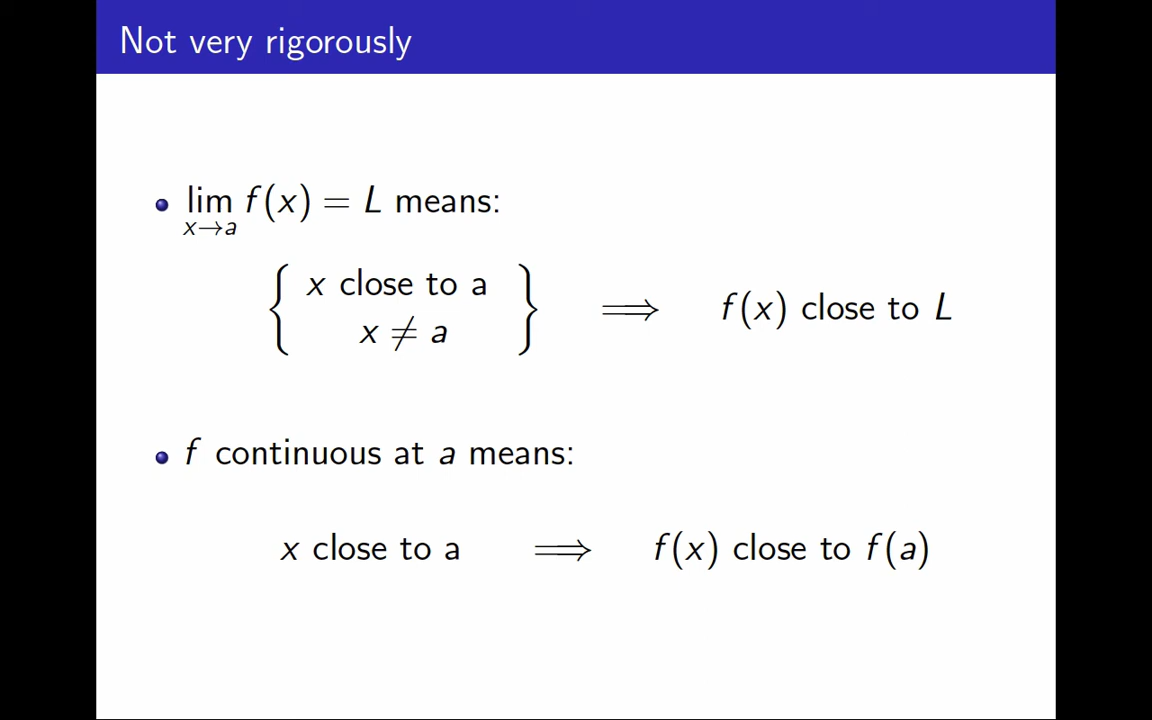 Not very rigorously
lim f(x) = L means:
x→a
x close to a
x ≠ a
⟹ f(x) close to L
f continuous at a means:
x close to a ⟹ f(x) close to f(a)